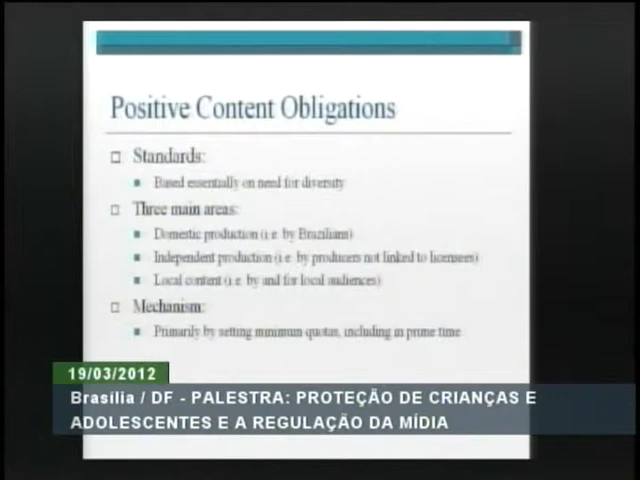 Positive Content Obligations
Standards:
Based essentially on need for diversity
Three main areas:
Domestic production (i.e. by Brazilians)
Independent production (i.e. by producers not linked to licensees)
Local content (i.e. by and for local audiences)
Mechanism:
Primarily by setting minimum quotas, including in prime time
19/03/2012
Brasília / DF - PALESTRA: PROTEÇÃO DE CRIANÇAS E
ADOLESCENTES E A REGULAÇÃO DA MÍDIA